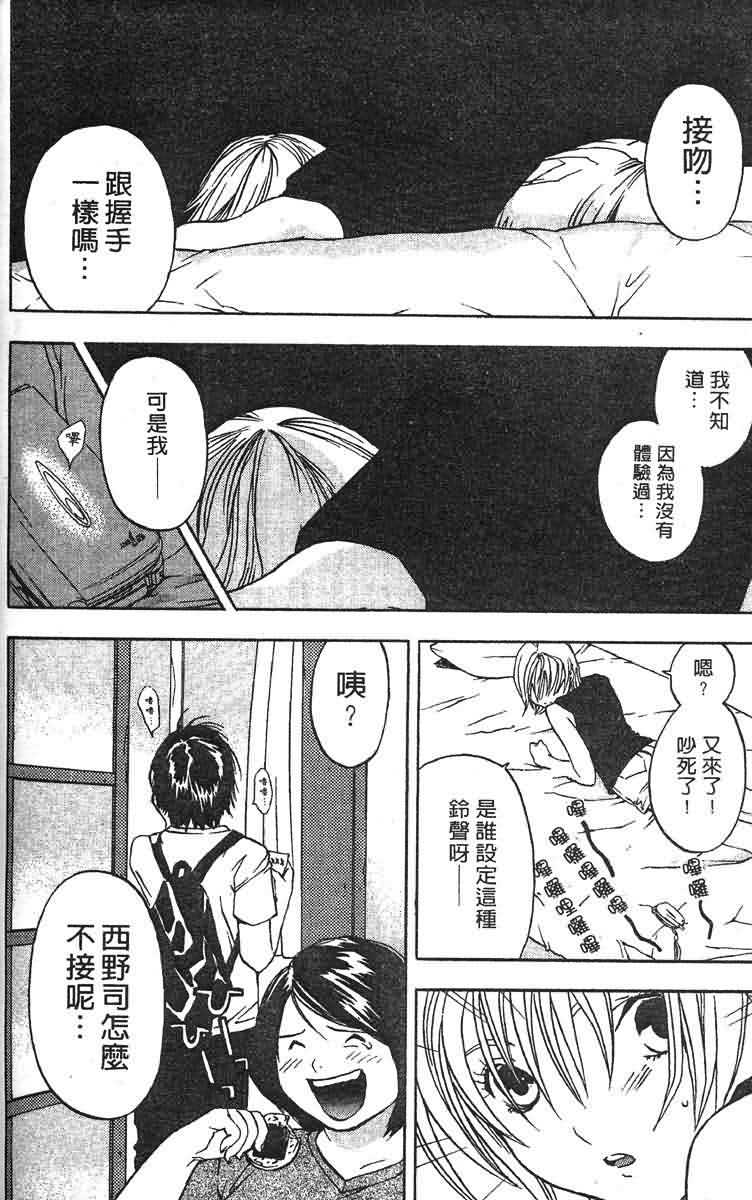 接吻…
跟握手
一樣嗎…
我不知
道…
因為我沒有
體驗過…
可是我──
嗶
嗯？
又來了！
吵死了！
是誰設定這種
鈴聲呀──
咦？
西野司怎麼
不接呢…